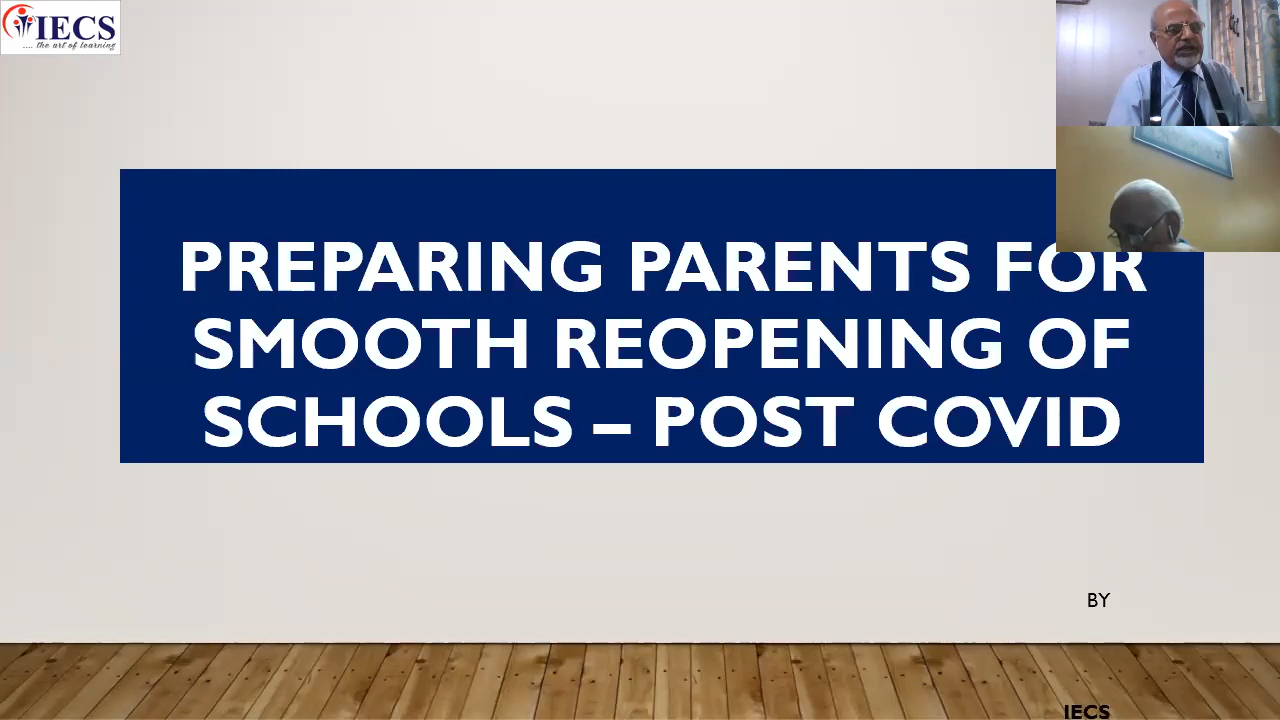 IECS
.... the art of learning
PREPARING PARENTS FOR
SMOOTH REOPENING OF
SCHOOLS – POST COVID
BY
IECS